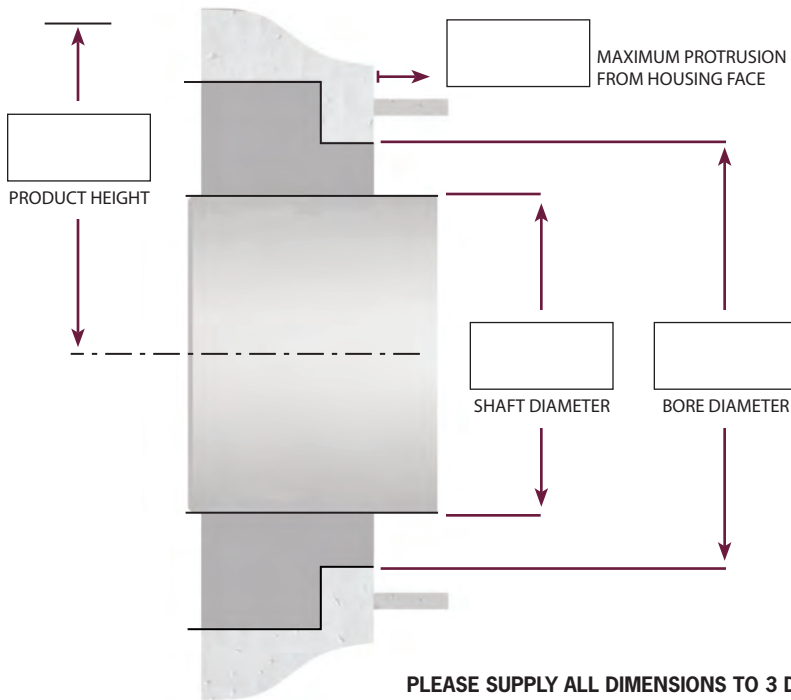 MAXIMUM PROTRUSION
FROM HOUSING FACE
PRODUCT HEIGHT
SHAFT DIAMETER
BORE DIAMETER
PLEASE SUPPLY ALL DIMENSIONS TO 3 D